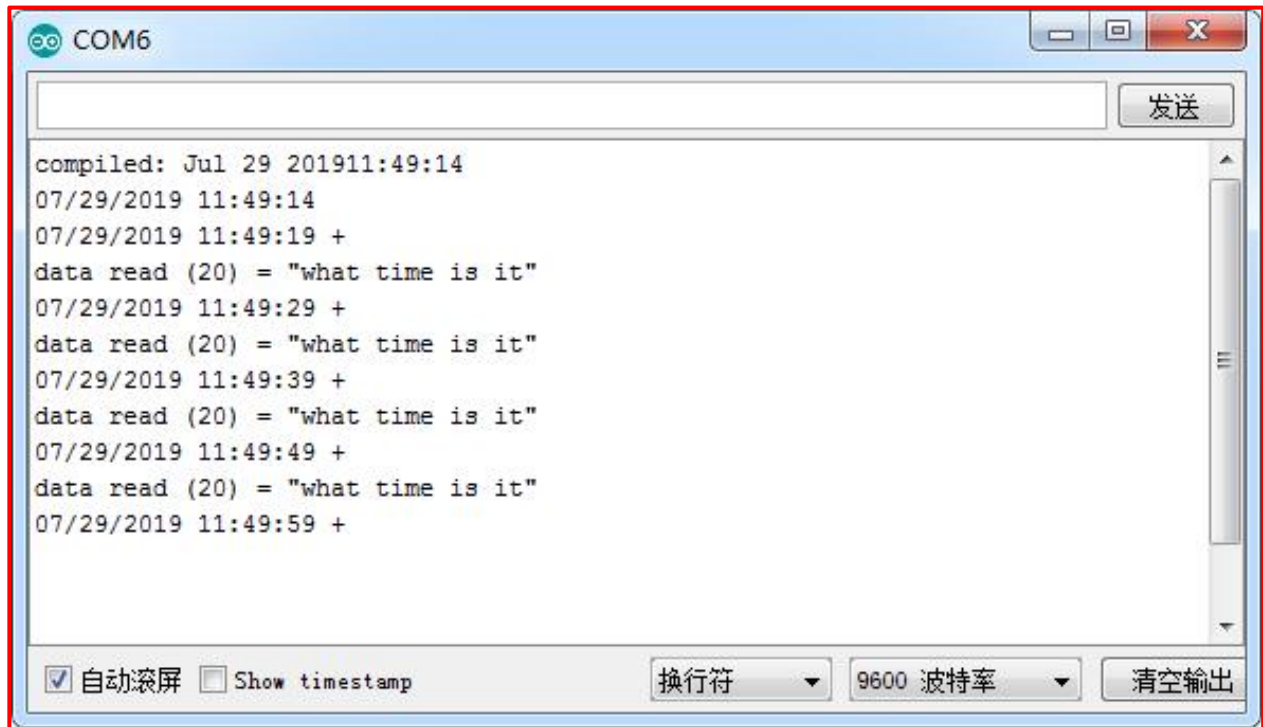 COM6
发送
compiled: Jul 29 201911:49:14
07/29/2019 11:49:14
07/29/2019 11:49:19 +
data read (20) = "what time is it"
07/29/2019 11:49:29 +
data read (20) = "what time is it"
07/29/2019 11:49:39 +
data read (20) = "what time is it"
07/29/2019 11:49:49 +
data read (20) = "what time is it"
07/29/2019 11:49:59 +
自动滚屏 Show timestamp 换行符 9600 波特率 清空输出